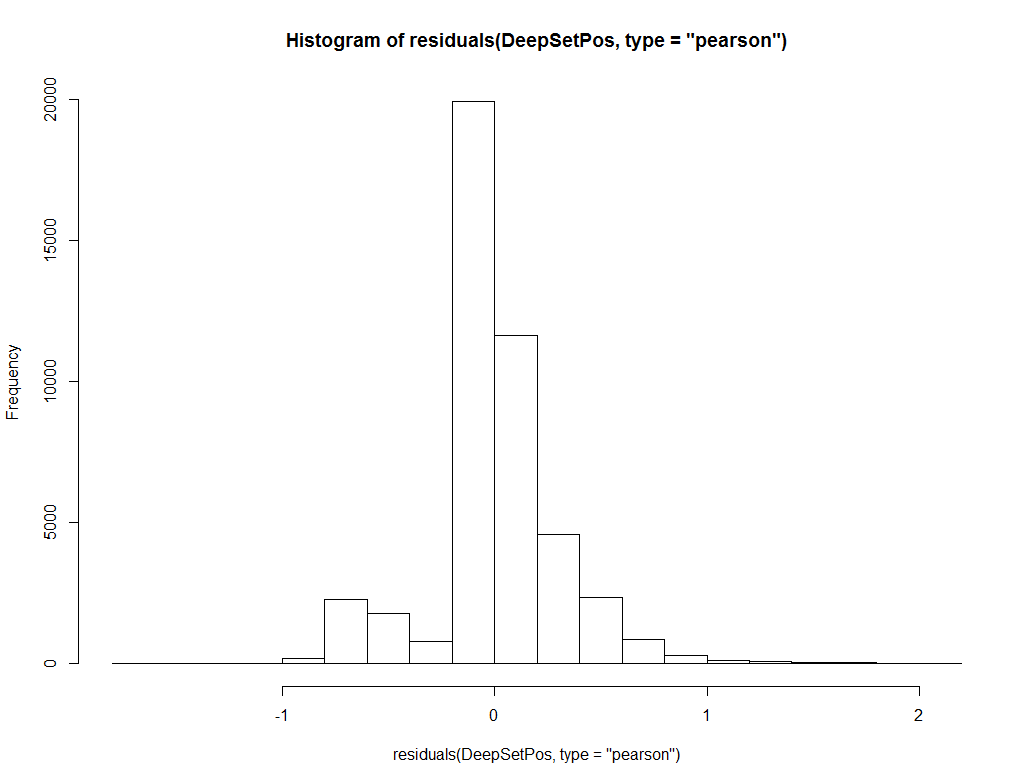 Histogram of residuals(DeepSetPos, type = "pearson")
Frequency
20000
15000
10000
5000
0
-1 0 1 2
residuals(DeepSetPos, type = "pearson")